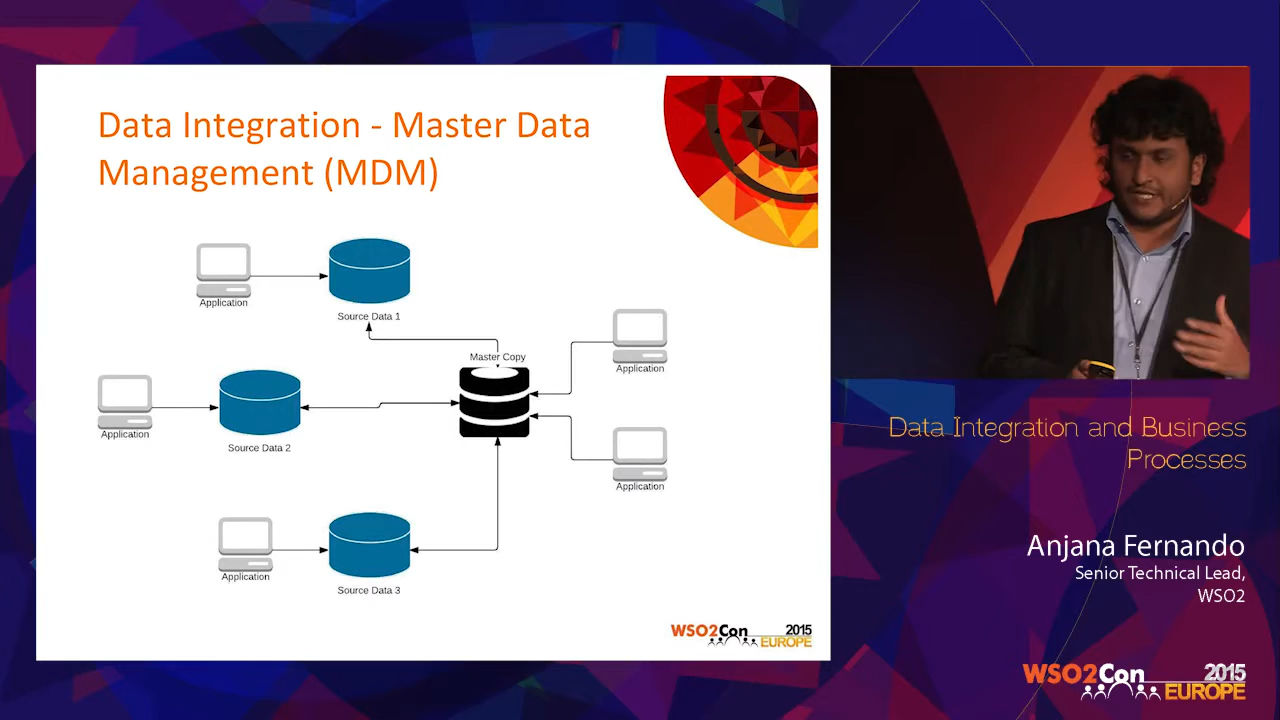 Data Integration - Master Data
Management (MDM)
Application
Source Data 1
Master Copy
Application
Application
Source Data 2
Application
Application
Source Data 3
WSO2Con 2015
EUROPE
Data Integration and Business
Processes
Anjana Fernando
Senior Technical Lead,
WSO2
WSO2Con 2015
EUROPE